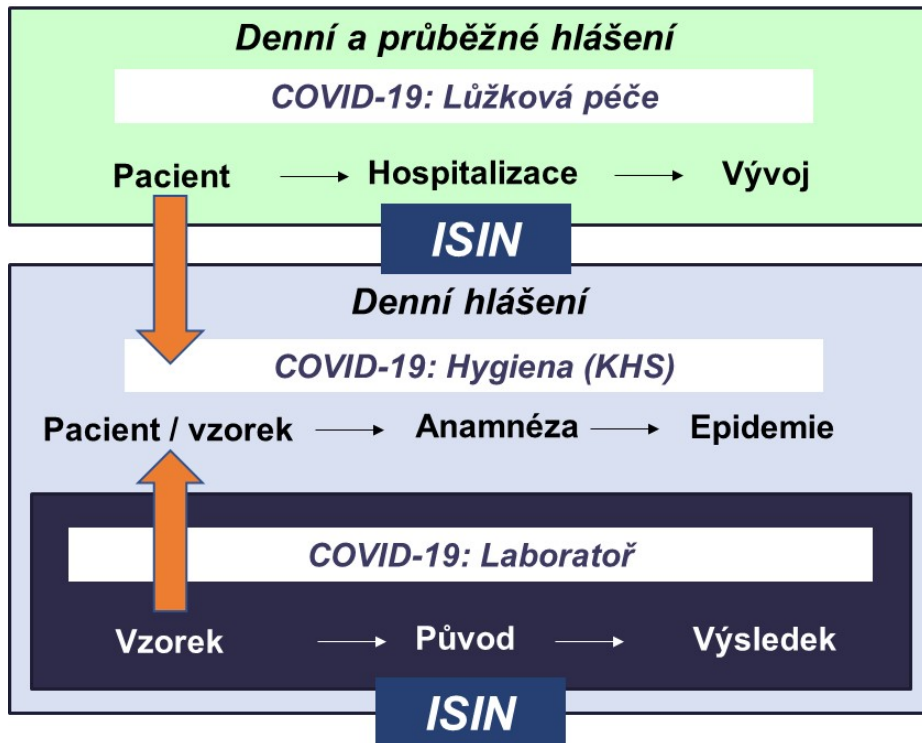 Denní a průběžné hlášení
COVID-19: Lůžková péče
Pacient Hospitalizace Vývoj
ISIN
Denní hlášení
COVID-19: Hygiena (KHS)
Pacient / vzorek Anamnéza Epidemie
COVID-19: Laboratoř
Vzorek Původ Výsledek
ISIN